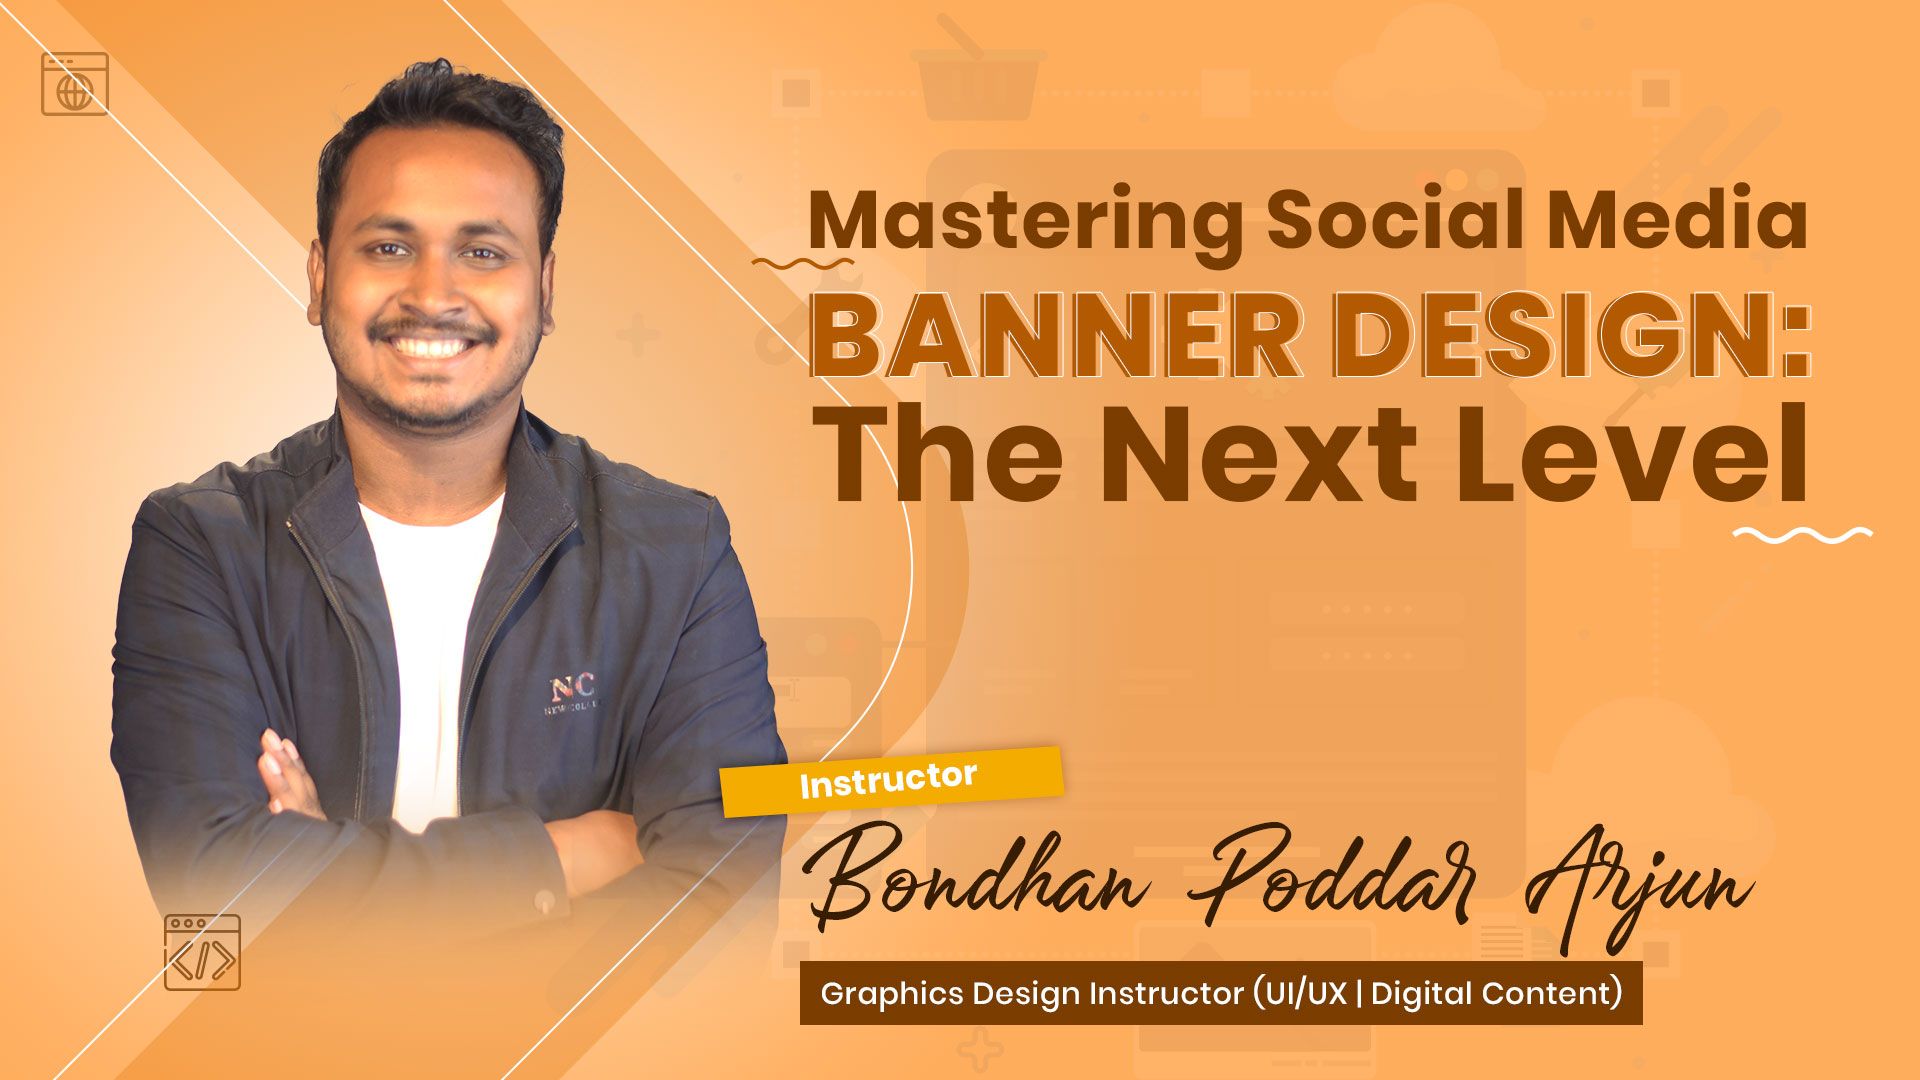 Mastering Social Media
BANNER DESIGN:
The Next Level
NC
Instructor
Bondhan Poddar Arjun
Graphics Design Instructor (UI/UX | Digital Content)